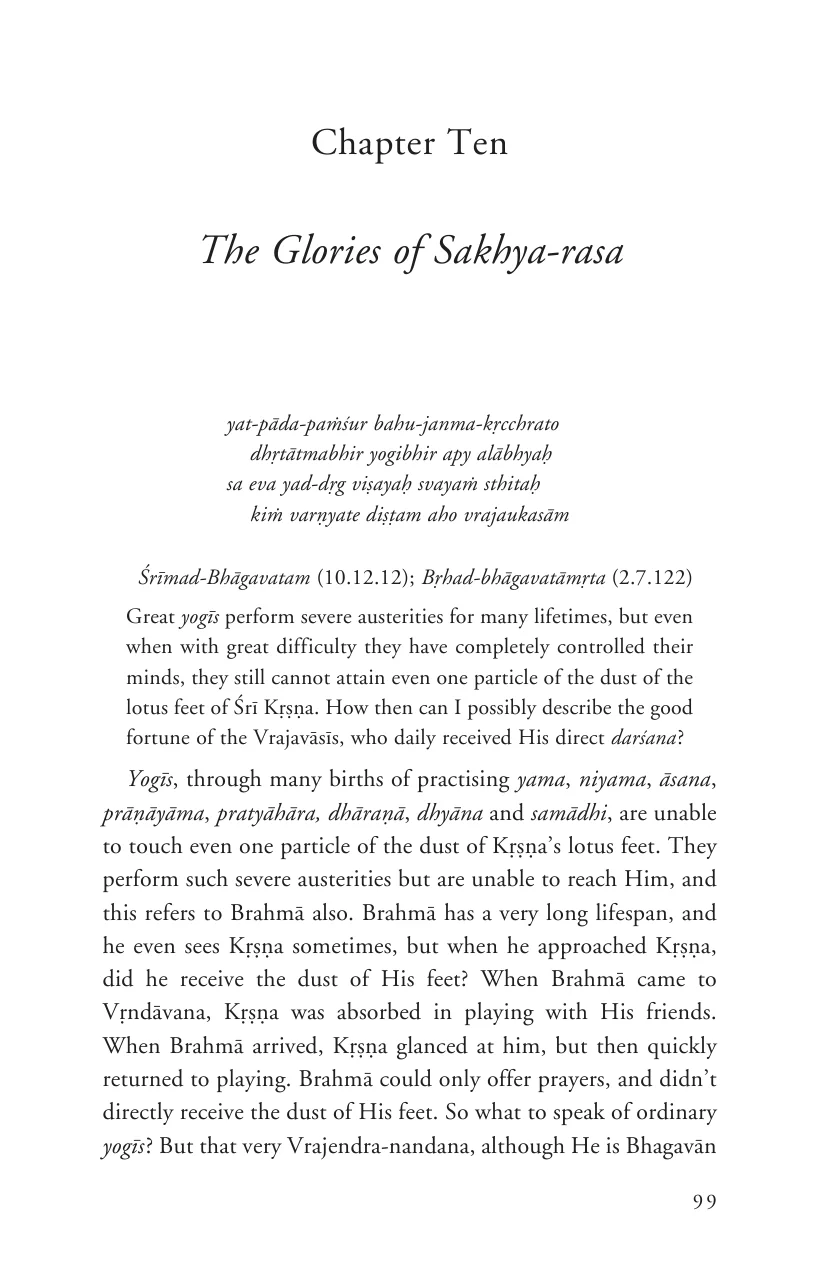 Chapter Ten
The Glories of Sakhya-rasa
yat-pāda-paṁśur bahu-janma-kṛcchrato
dhṛtātmabhir yogibhir apy alābhyaḥ
sa eva yad-dṛg viṣayaḥ svayaṁ sthitaḥ
kiṁ varṇyate diṣṭam aho vrajaukasām
Śrīmad-Bhāgavatam (10.12.12); Bṛhad-bhāgavatāmṛta (2.7.122)
Great yogīs perform severe austerities for many lifetimes, but even
when with great difficulty they have completely controlled their
minds, they still cannot attain even one particle of the dust of the
lotus feet of Śrī Kṛṣṇa. How then can I possibly describe the good
fortune of the Vrajavāsīs, who daily received His direct darśana?
Yogīs, through many births of practising yama, niyama, āsana,
prāṇāyāma, pratyāhāra, dhāraṇā, dhyāna and samādhi, are unable
to touch even one particle of the dust of Kṛṣṇa’s lotus feet. They
perform such severe austerities but are unable to reach Him, and
this refers to Brahmā also. Brahmā has a very long lifespan, and
he even sees Kṛṣṇa sometimes, but when he approached Kṛṣṇa,
did he receive the dust of His feet? When Brahmā came to
Vṛndāvana, Kṛṣṇa was absorbed in playing with His friends.
When Brahmā arrived, Kṛṣṇa glanced at him, but then quickly
returned to playing. Brahmā could only offer prayers, and didn’t
directly receive the dust of His feet. So what to speak of ordinary
yogīs? But that very Vrajendra-nandana, although He is Bhagavān
99